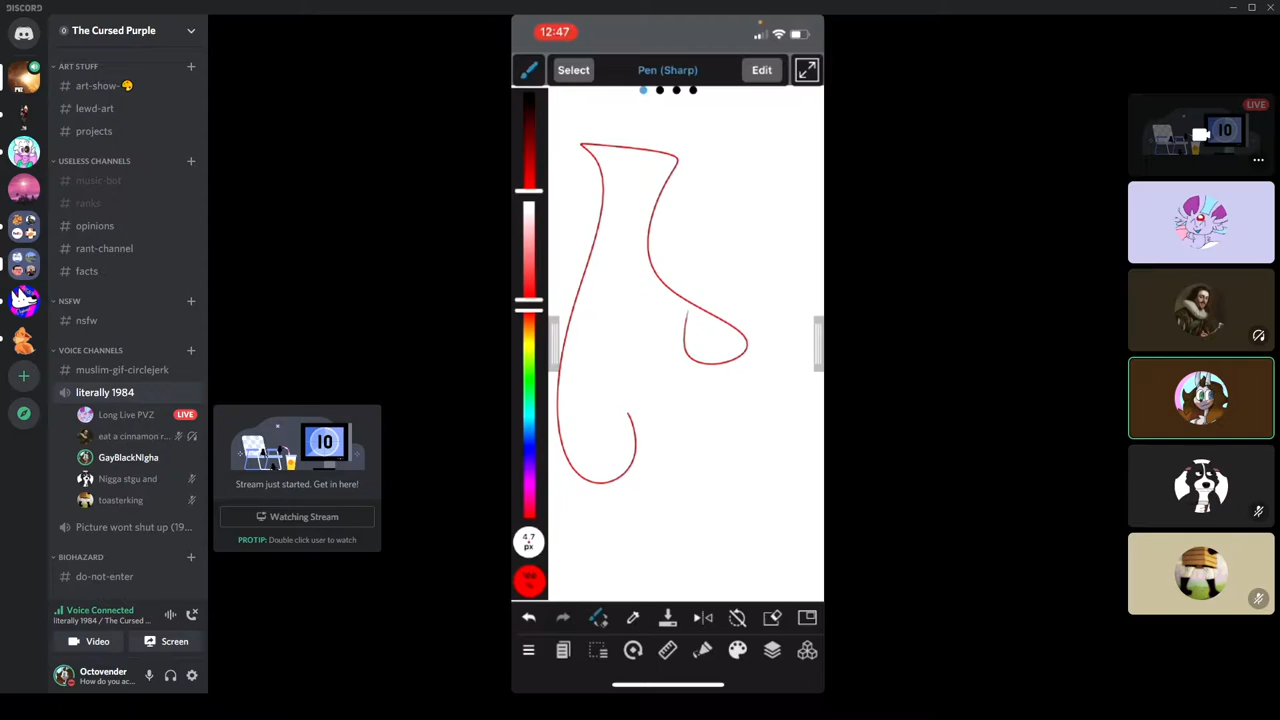 DISCORD
The Cursed Purple
ART STUFF
art-show-
lewd-art
projects
USELESS CHANNELS
music-bot
ranks
opinions
rant-channel
facts
NSFW
nsfw
VOICE CHANNELS
muslim-gif-circlejerk
literally 1984
Long Live PVZ
LIVE
eat a cinnamon r...
GayBlackNIgha
Nigga stgu and
toasterking
Picture wont shut up (19...
BIOHAZARD
do-not-enter
Voice Connected
literally 1984 / The Cursed ...
Video
Screen
Octovender
How do you ac...
10
Stream just started. Get in here!
Watching Stream
PROTIP: Double click user to watch
12:47
Select
Pen (Sharp)
Edit
4.7
px
LIVE
10